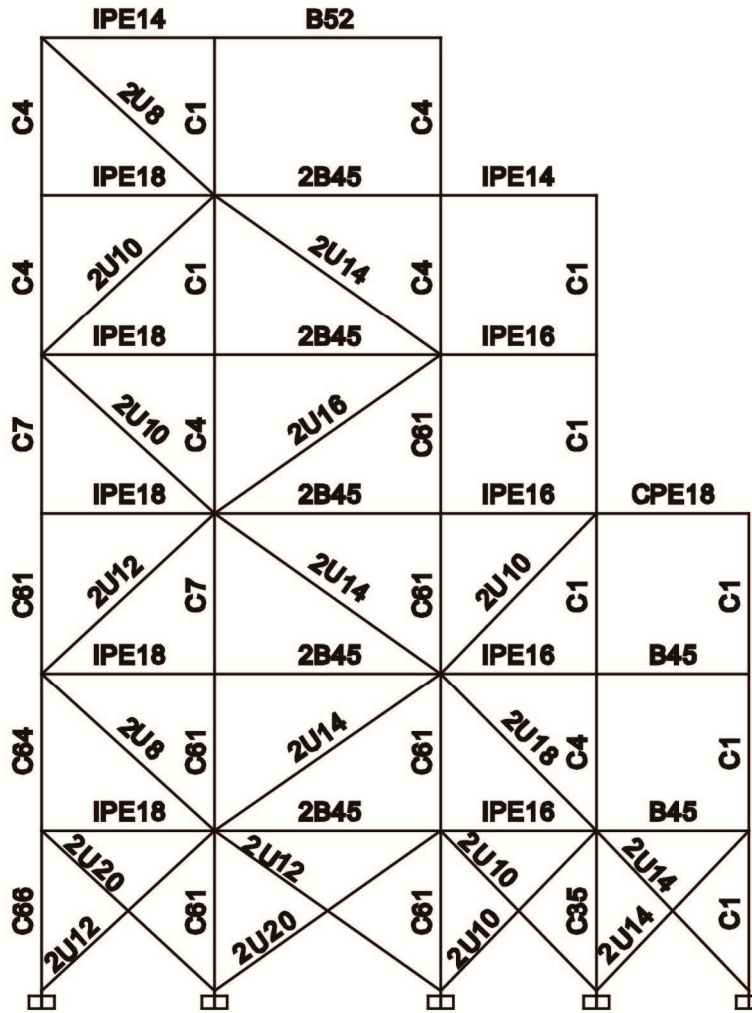 IPE14 B52
C4 2U8 C1 C4
IPE18 2B45 IPE14
C4 2U10 C1 2U14 C4 C1
IPE18 2B45 IPE16
C7 2U10 C4 2U16 C61 C1
IPE18 2B45 IPE16 CPE18
C61 2U12 C7 2U14 C61 2U10 C1 C1
IPE18 2B45 IPE16 B45
C64 2U8 C61 2U14 C61 2U18 C4 C1
IPE18 2B45 IPE16 B45
2U20 2U12 2U10 2U14
C66 2U12 C61 2U20 C61 2U10 C35 2U14 C1